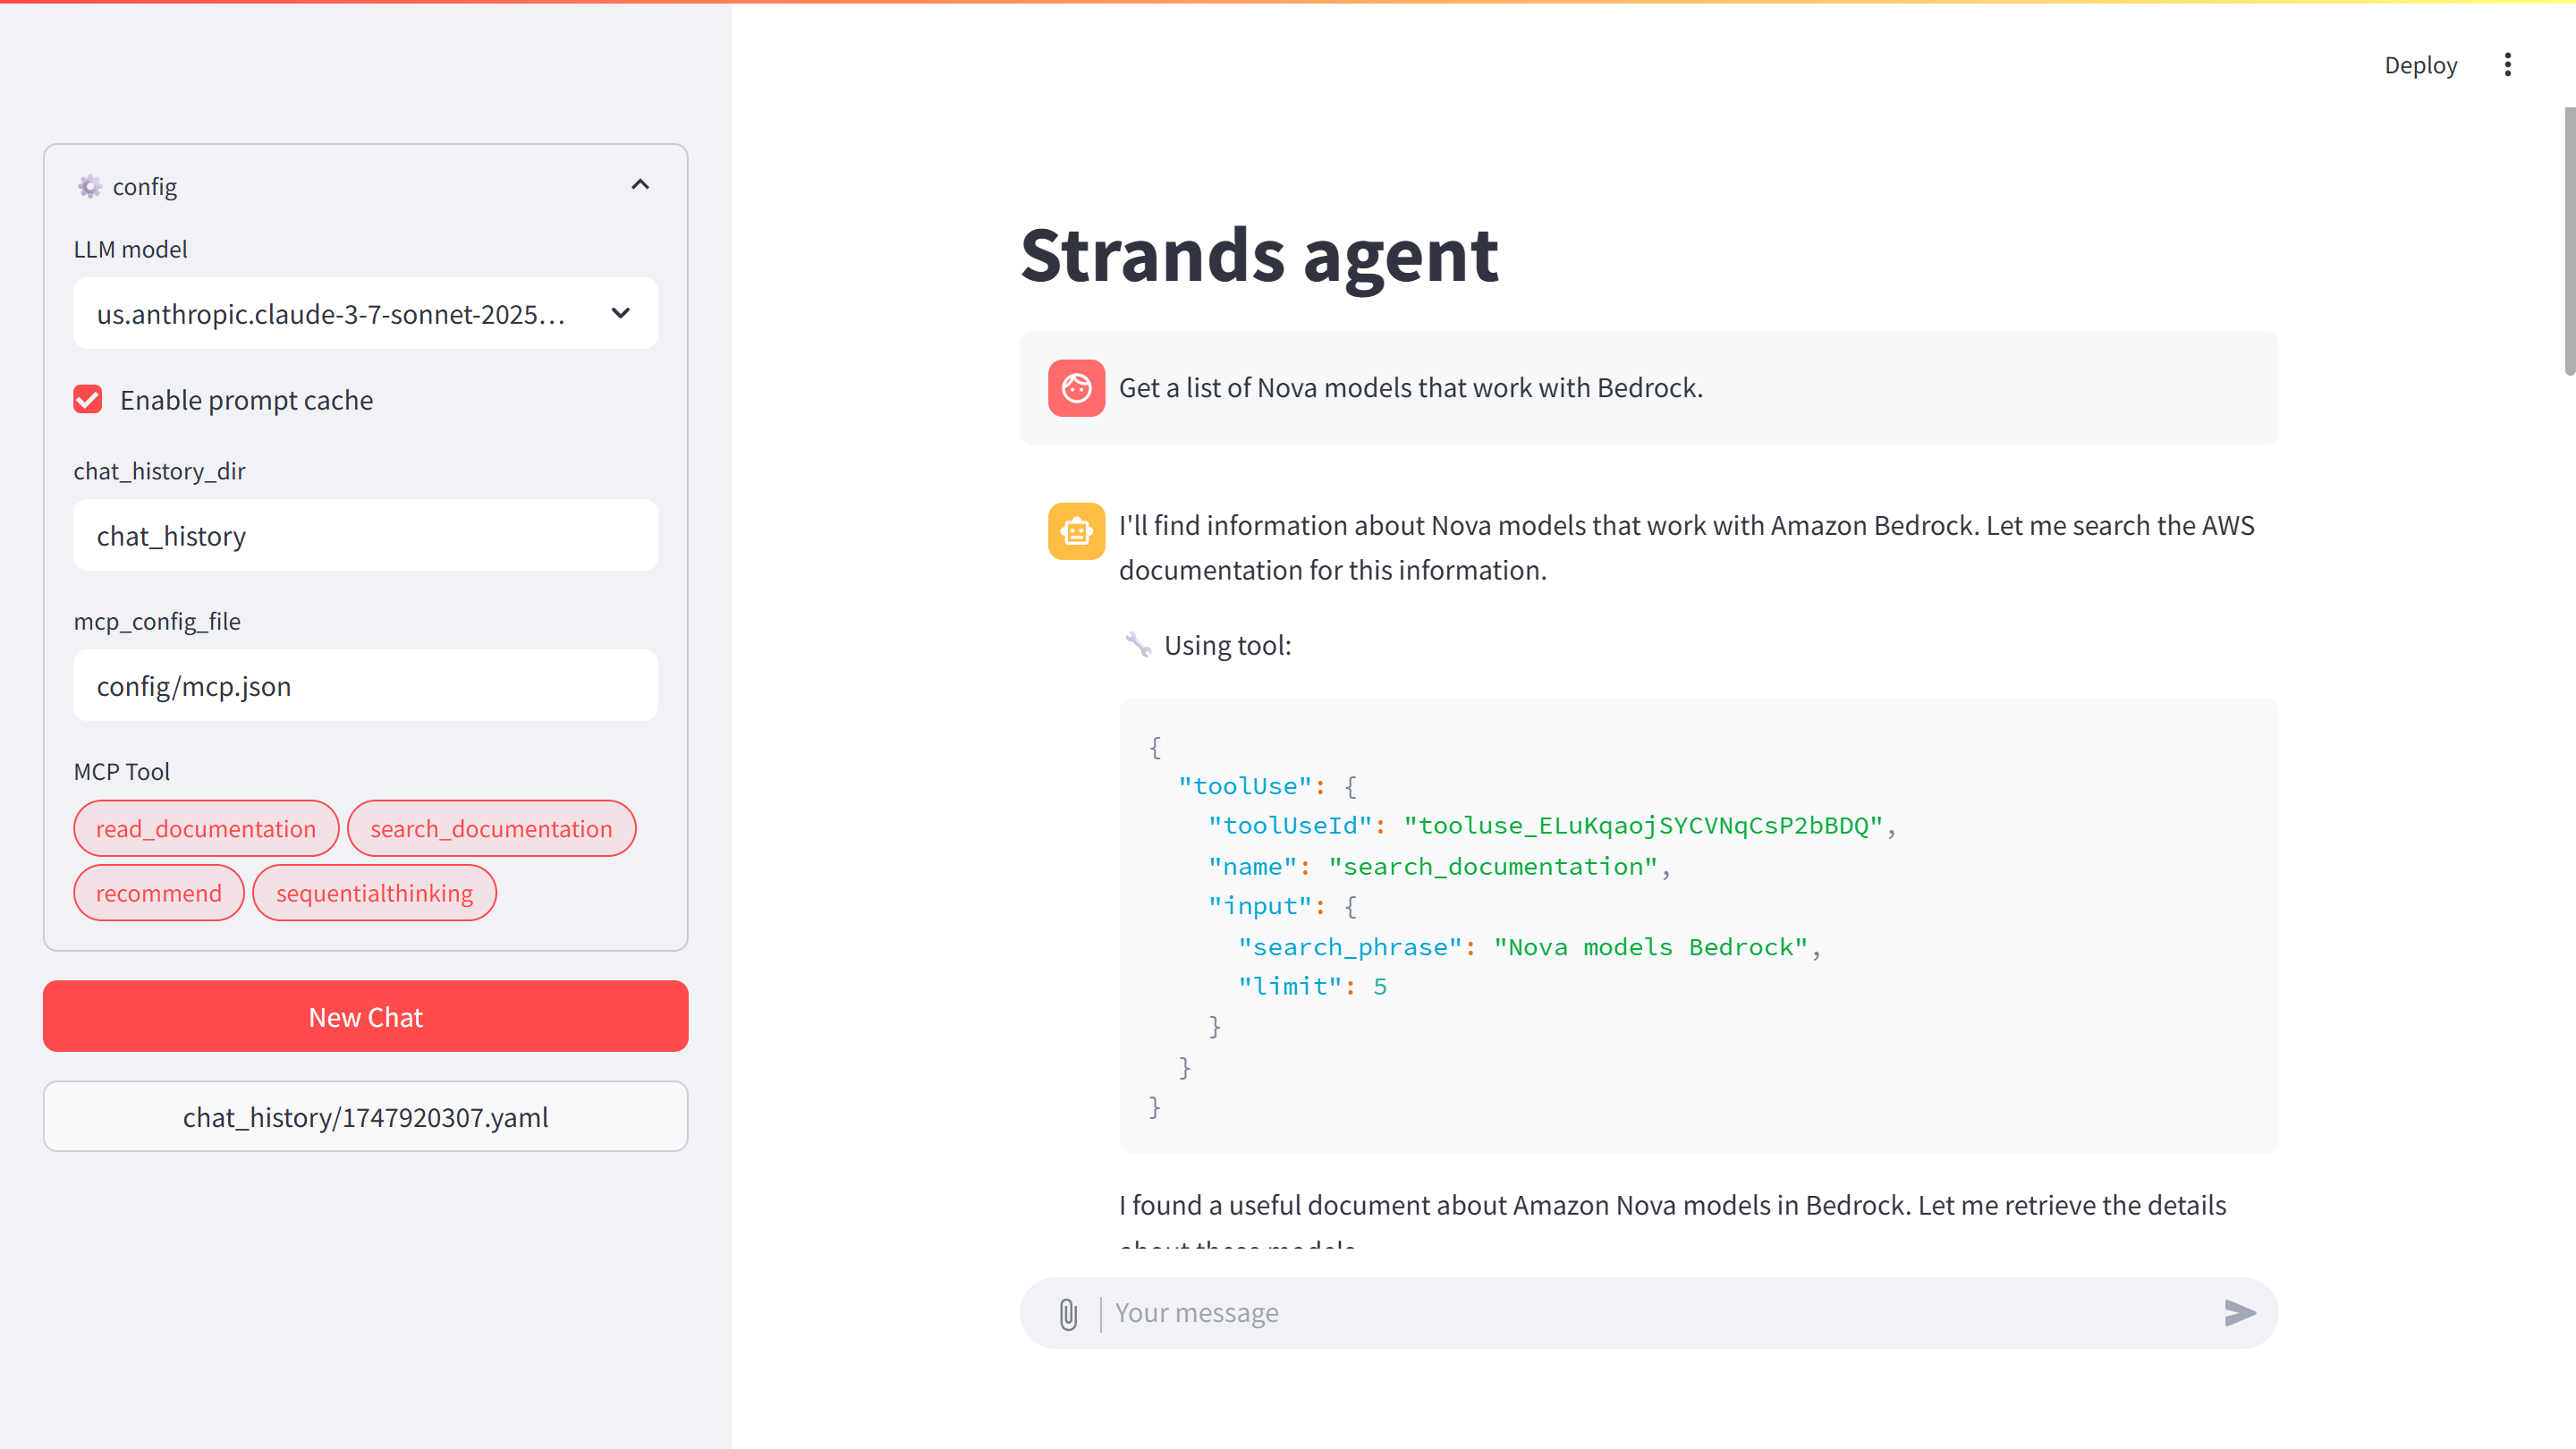 Deploy
config
LLM model
us.anthropic.claude-3-7-sonnet-2025...
Enable prompt cache
chat_history_dir
chat_history
mcp_config_file
config/mcp.json
MCP Tool
read_documentation
search_documentation
recommend
sequentialthinking
New Chat
chat_history/1747920307.yaml
Strands agent
Get a list of Nova models that work with Bedrock.
I'll find information about Nova models that work with Amazon Bedrock. Let me search the AWS
documentation for this information.
Using tool:
{
  "toolUse": {
    "toolUseId": "tooluse_ELuKqaojSYCVNqCsP2bBDQ",
    "name": "search_documentation",
    "input": {
      "search_phrase": "Nova models Bedrock",
      "limit": 5
    }
  }
}
I found a useful document about Amazon Nova models in Bedrock. Let me retrieve the details
about these models.
Your message